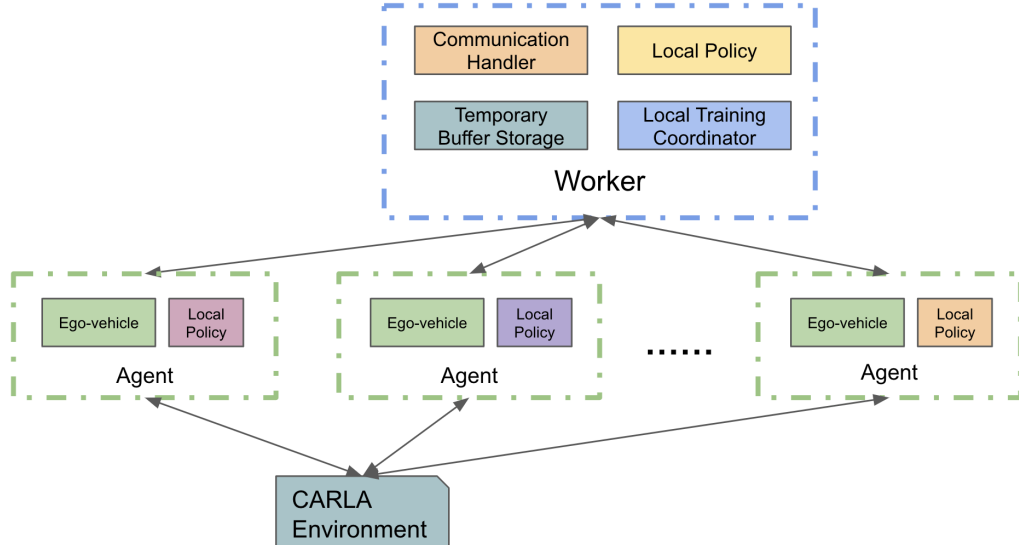 Communication
Handler
Local Policy
Temporary
Buffer Storage
Local Training
Coordinator
Worker
Ego-vehicle
Local
Policy
Agent
Ego-vehicle
Local
Policy
Agent
......
Ego-vehicle
Local
Policy
Agent
CARLA
Environment